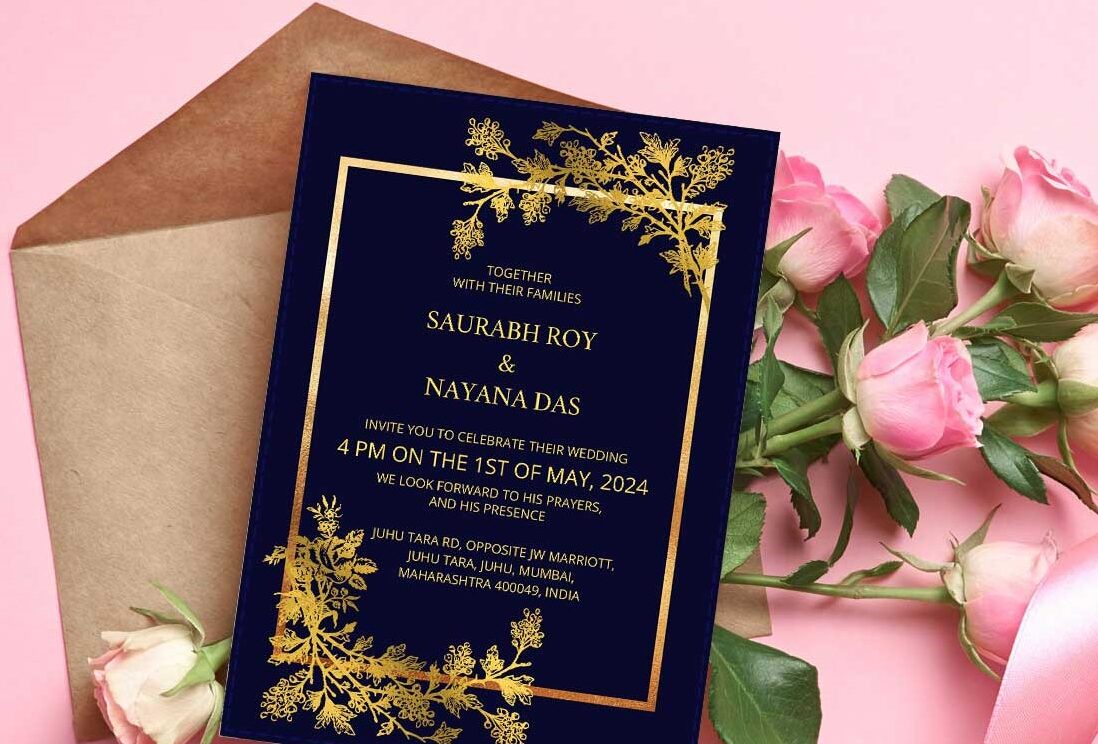 TOGETHER
WITH THEIR FAMILIES
SAURABH ROY
&
NAYANA DAS
INVITE YOU TO CELEBRATE THEIR WEDDING
4 PM ON THE 1ST OF MAY, 2024
WE LOOK FORWARD TO HIS PRAYERS,
AND HIS PRESENCE
JUHU TARA RD, OPPOSITE JW MARRIOTT,
JUHU TARA, JUHU, MUMBAI,
MAHARASHTRA 400049, INDIA